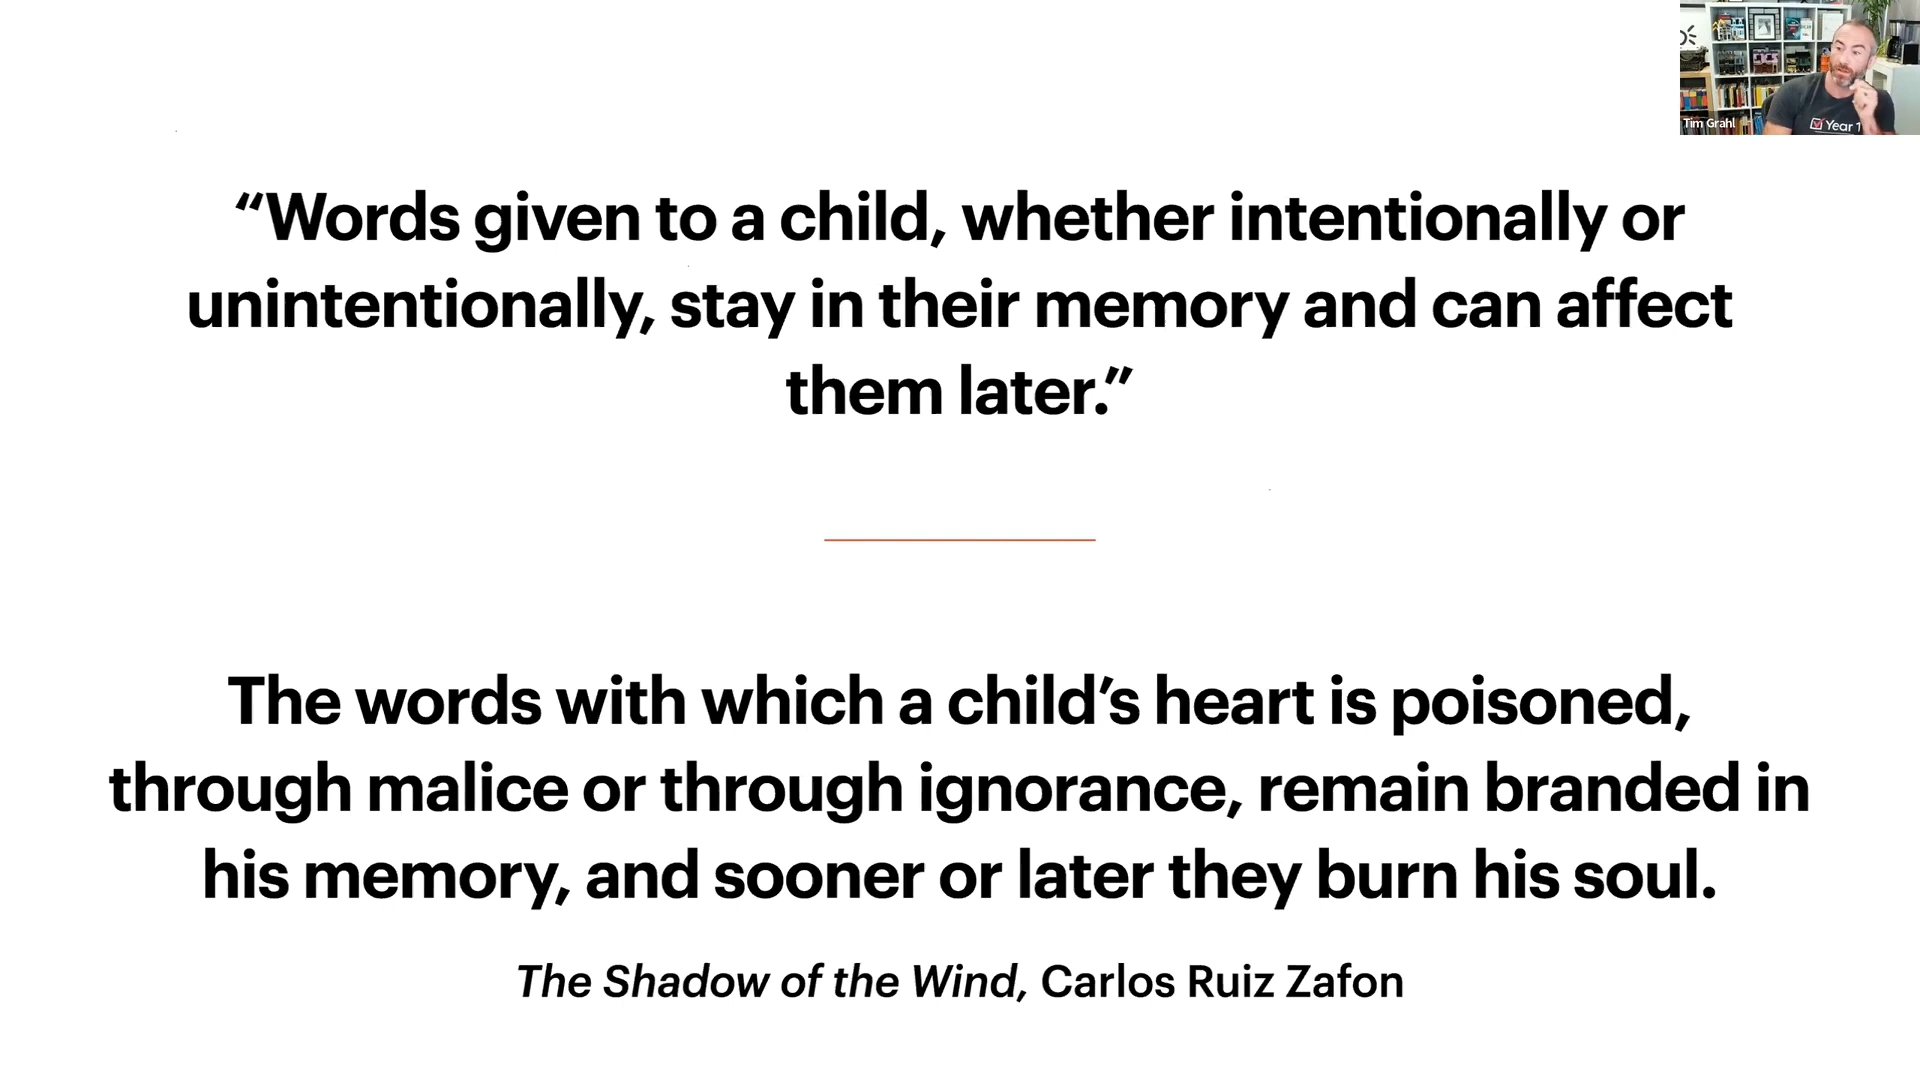 Tim Grahl
Year 1
“Words given to a child, whether intentionally or
unintentionally, stay in their memory and can affect
them later.”
The words with which a child’s heart is poisoned,
through malice or through ignorance, remain branded in
his memory, and sooner or later they burn his soul.
The Shadow of the Wind, Carlos Ruiz Zafon